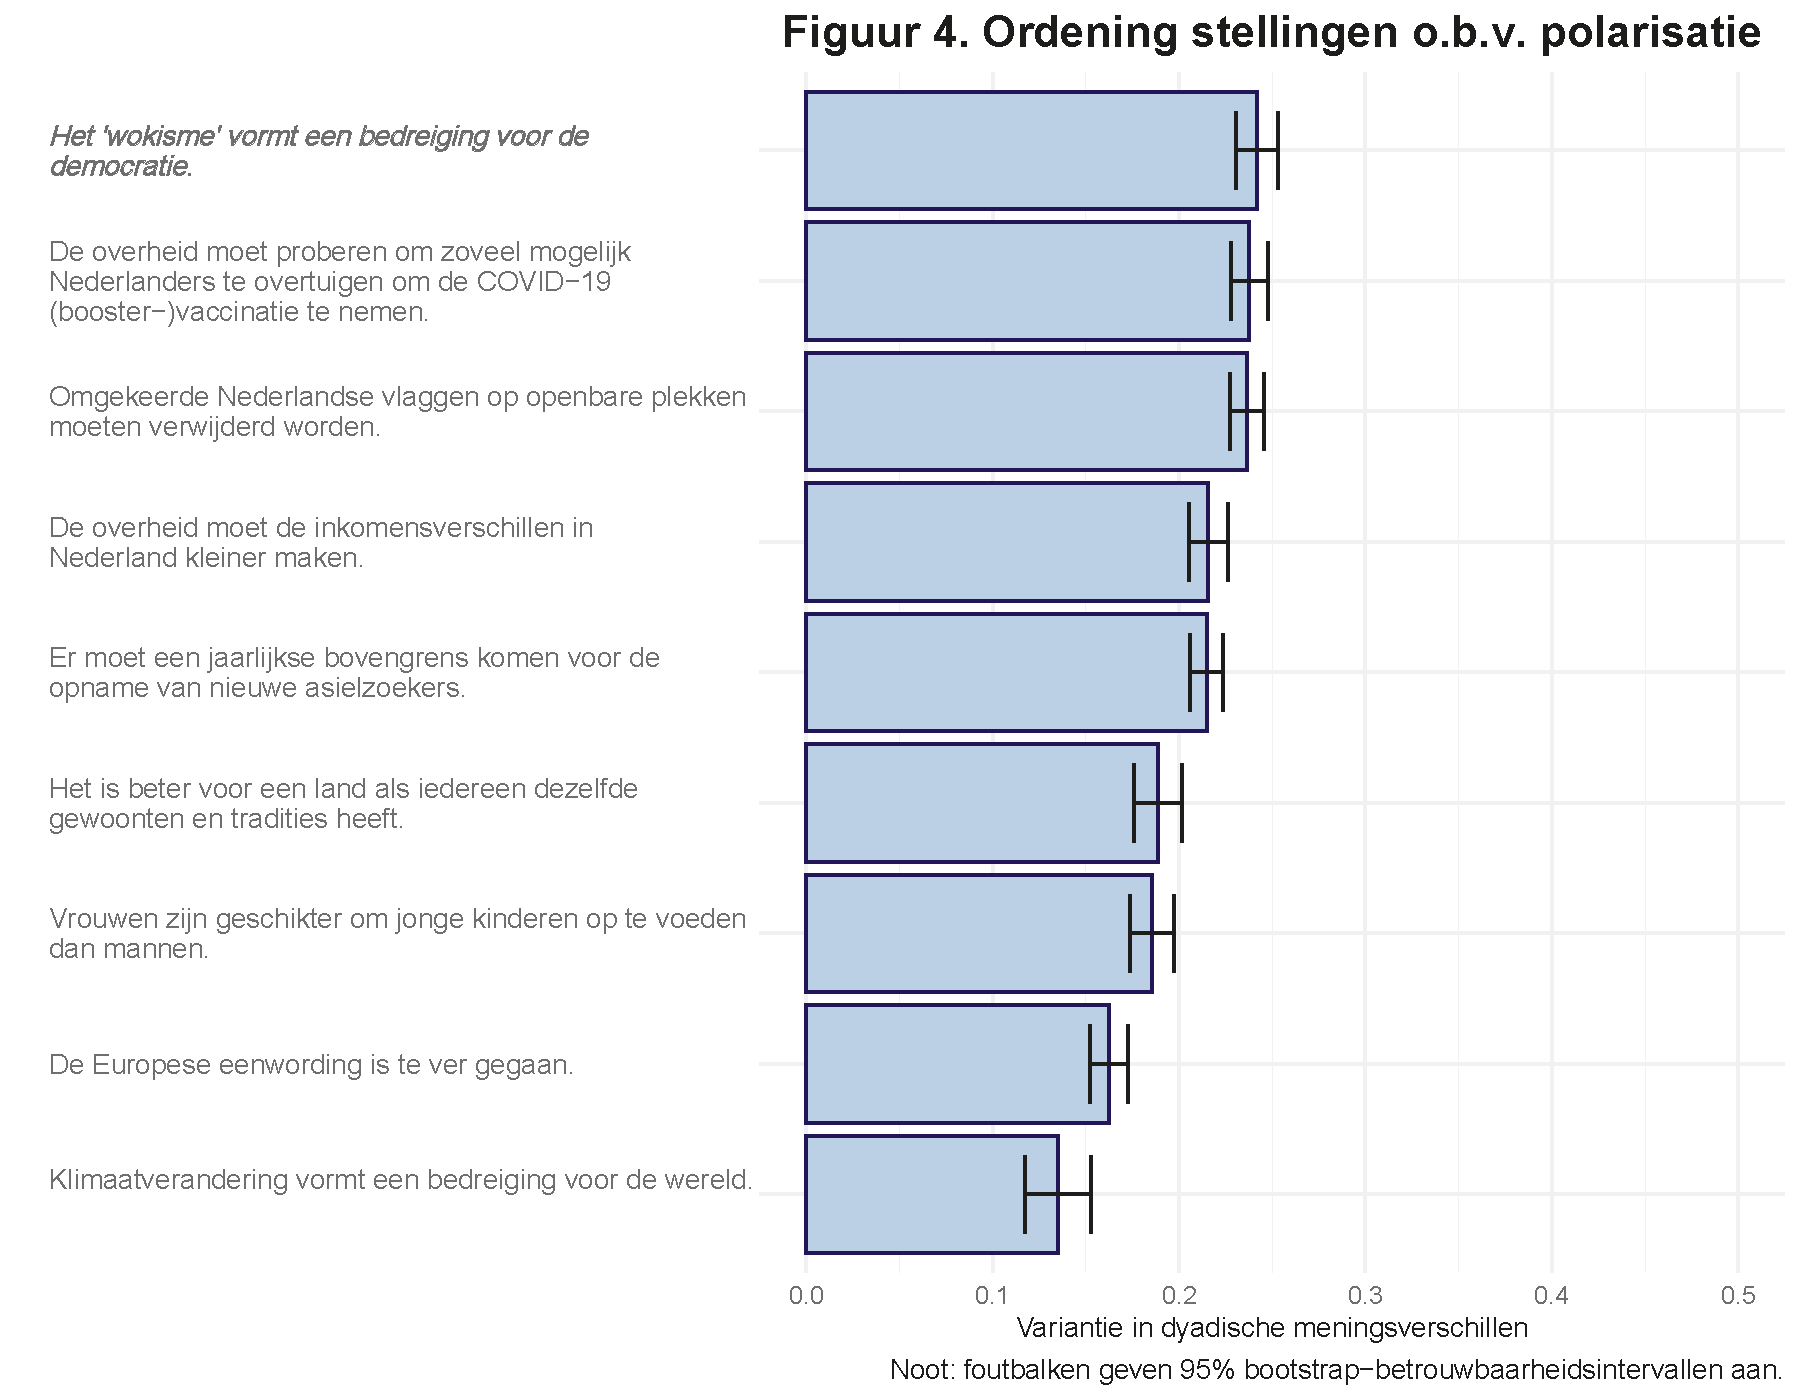 Figuur 4. Ordening stellingen o.b.v. polarisatie
Het 'wokisme' vormt een bedreiging voor de
democratie.
De overheid moet proberen om zoveel mogelijk
Nederlanders te overtuigen om de COVID−19
(booster−)vaccinatie te nemen.
Omgekeerde Nederlandse vlaggen op openbare plekken
moeten verwijderd worden.
De overheid moet de inkomensverschillen in
Nederland kleiner maken.
Er moet een jaarlijkse bovengrens komen voor de
opname van nieuwe asielzoekers.
Het is beter voor een land als iedereen dezelfde
gewoonten en tradities heeft.
Vrouwen zijn geschikter om jonge kinderen op te voeden
dan mannen.
De Europese eenwording is te ver gegaan.
Klimaatverandering vormt een bedreiging voor de wereld.
0.0 0.1 0.2 0.3 0.4 0.5
Variantie in dyadische meningsverschillen
Noot: foutbalken geven 95% bootstrap−betrouwbaarheidsintervallen aan.